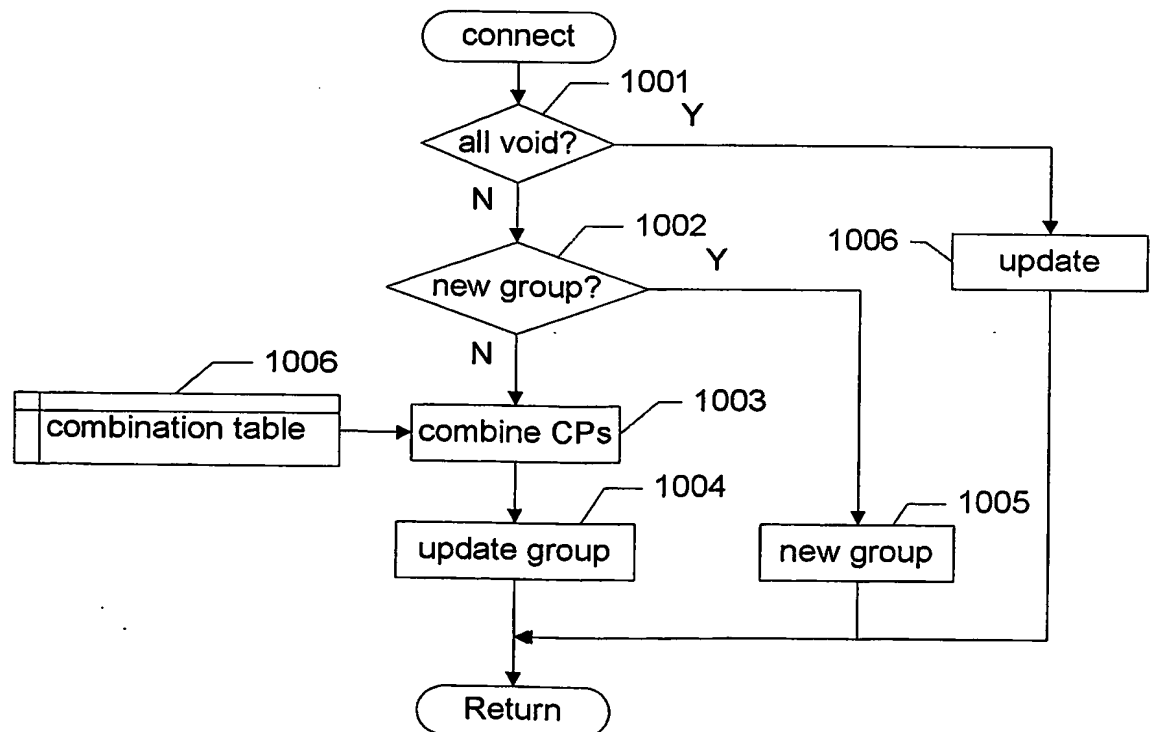 connect
1001
all void?
Y
N
1002
1006
update
new group?
Y
N
1006
combination table
combine CPs
1003
1004
update group
1005
new group
Return